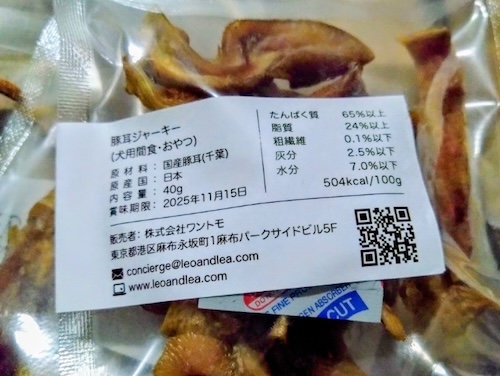 豚耳ジャーキー
(犬用間食・おやつ)
原材料：国産豚耳(千葉)
原産国：日本
内容量：40g
賞味期限：2025年11月15日
たんぱく質 65%以上
脂質 24%以上
粗繊維 0.1%以下
灰分 2.5%以下
水分 7.0%以下
504kcal/100g
販売者：株式会社ワントモ
東京都港区麻布永坂町1麻布パークサイドビル5F
concierge@leoandlea.com
www.leoandlea.com
CUT